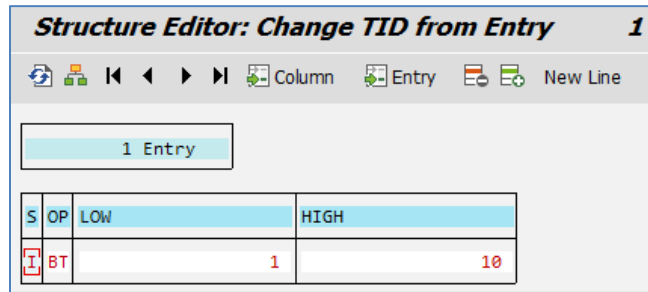 Structure Editor: Change TID from Entry 1
Column Entry New Line
1 Entry
S OP LOW HIGH
I BT 1 10